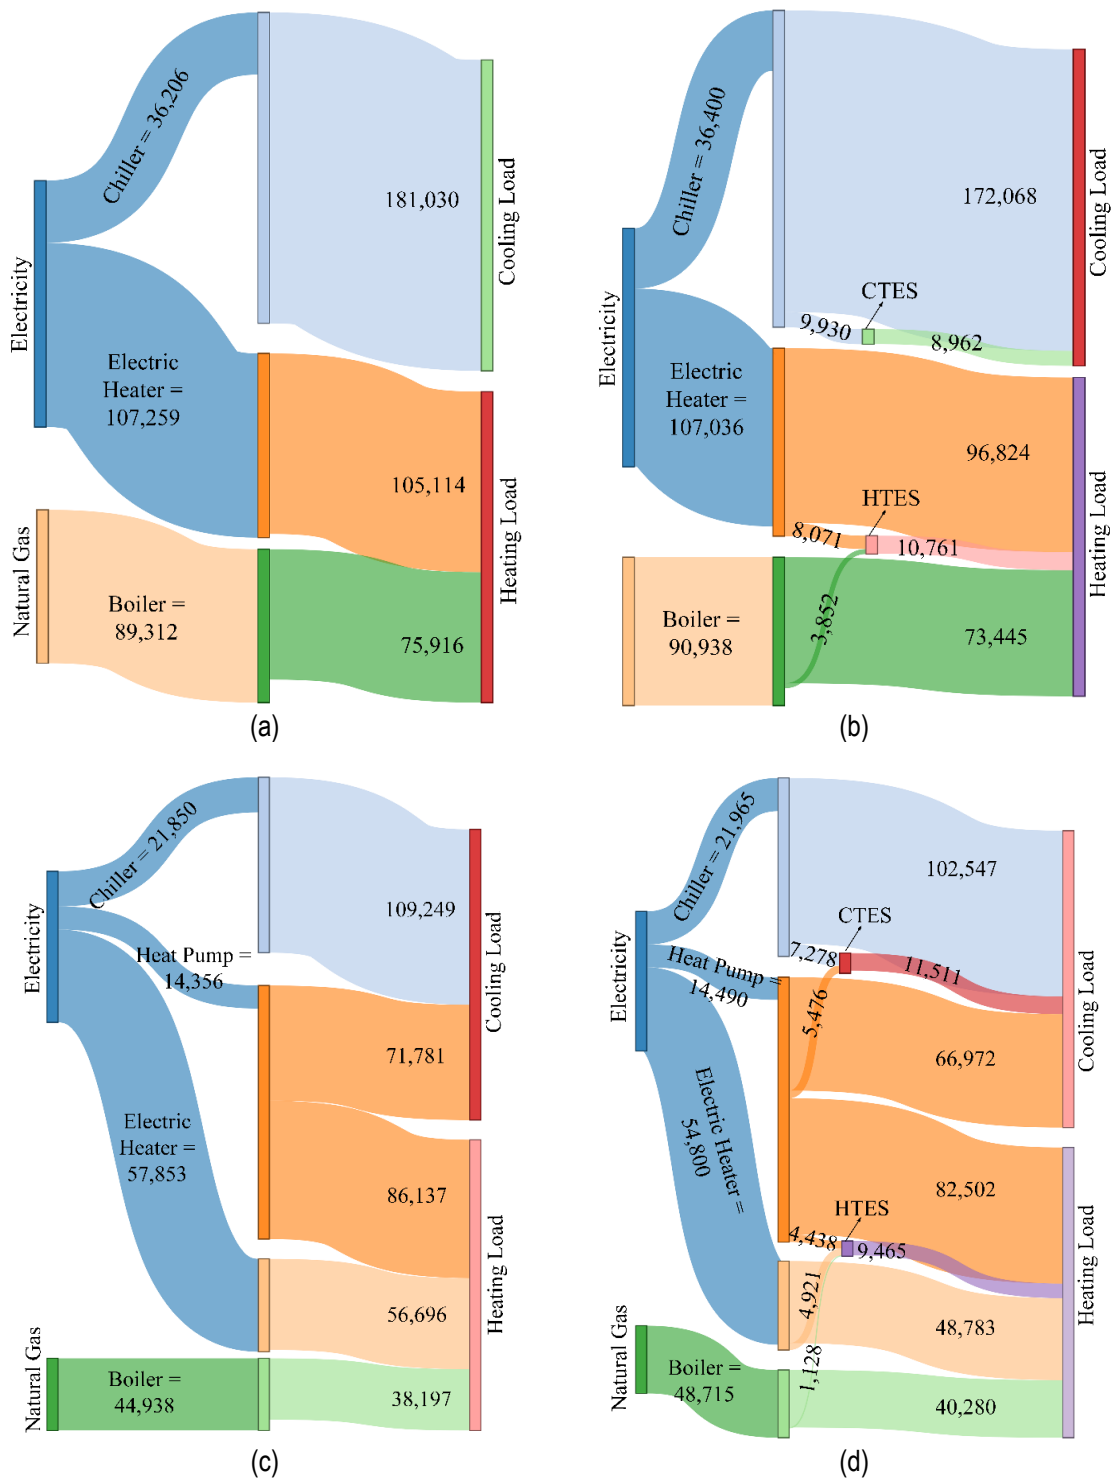 Electricity
Chiller = 36,206
Electric
Heater =
107,259
181,030
Cooling Load
105,114
Heating Load
Natural Gas
Boiler =
89,312
75,916
(a)
Electricity
Chiller = 36,400
Electric
Heater =
107,036
172,068
Cooling Load
CTES
9,930
8,962
96,824
HTES
8,071
10,761
Heating Load
Boiler =
90,938
3,852
73,445
(b)
Electricity
Chiller = 21,850
Heat Pump =
14,356
Electric
Heater =
57,853
109,249
Cooling Load
71,781
86,137
Heating Load
56,696
Natural Gas
Boiler =
44,938
38,197
(c)
Electricity
Chiller = 21,965
Heat Pump =
14,490
Electric Heater =
54,800
102,547
CTES
7,278
11,511
5,476
Cooling Load
66,972
82,502
HTES
4,438
9,465
4,921
Heating Load
48,783
Natural Gas
Boiler =
48,715
1,128
40,280
(d)